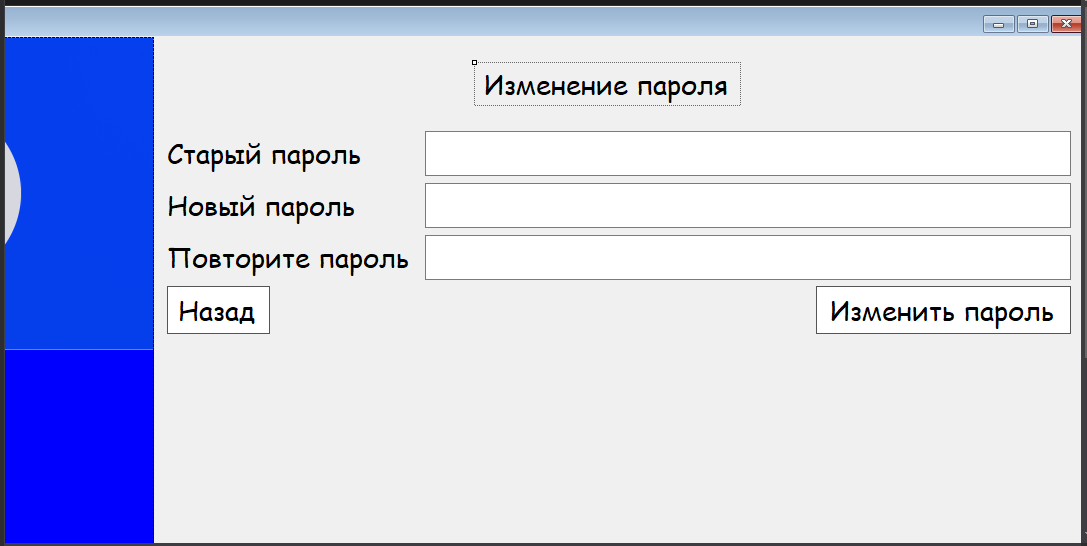 Изменение пароля
Старый пароль
Новый пароль
Повторите пароль
Назад
Изменить пароль